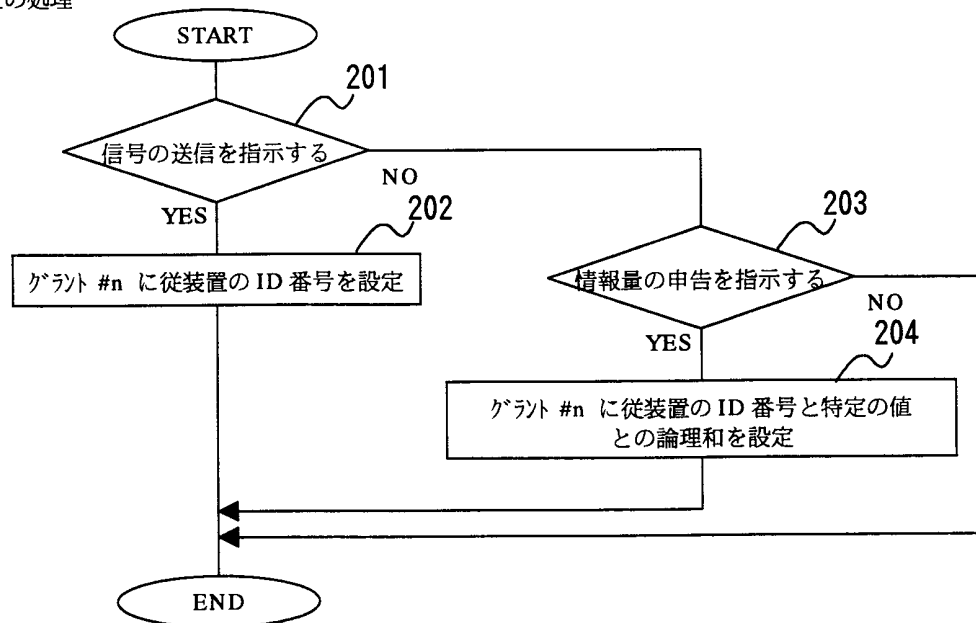 の処理
START
201
信号の送信を指示する
NO
YES
202
グラント #n に従装置の ID 番号を設定
203
情報量の申告を指示する
NO
YES
204
グラント #n に従装置の ID 番号と特定の値
との論理和を設定
END